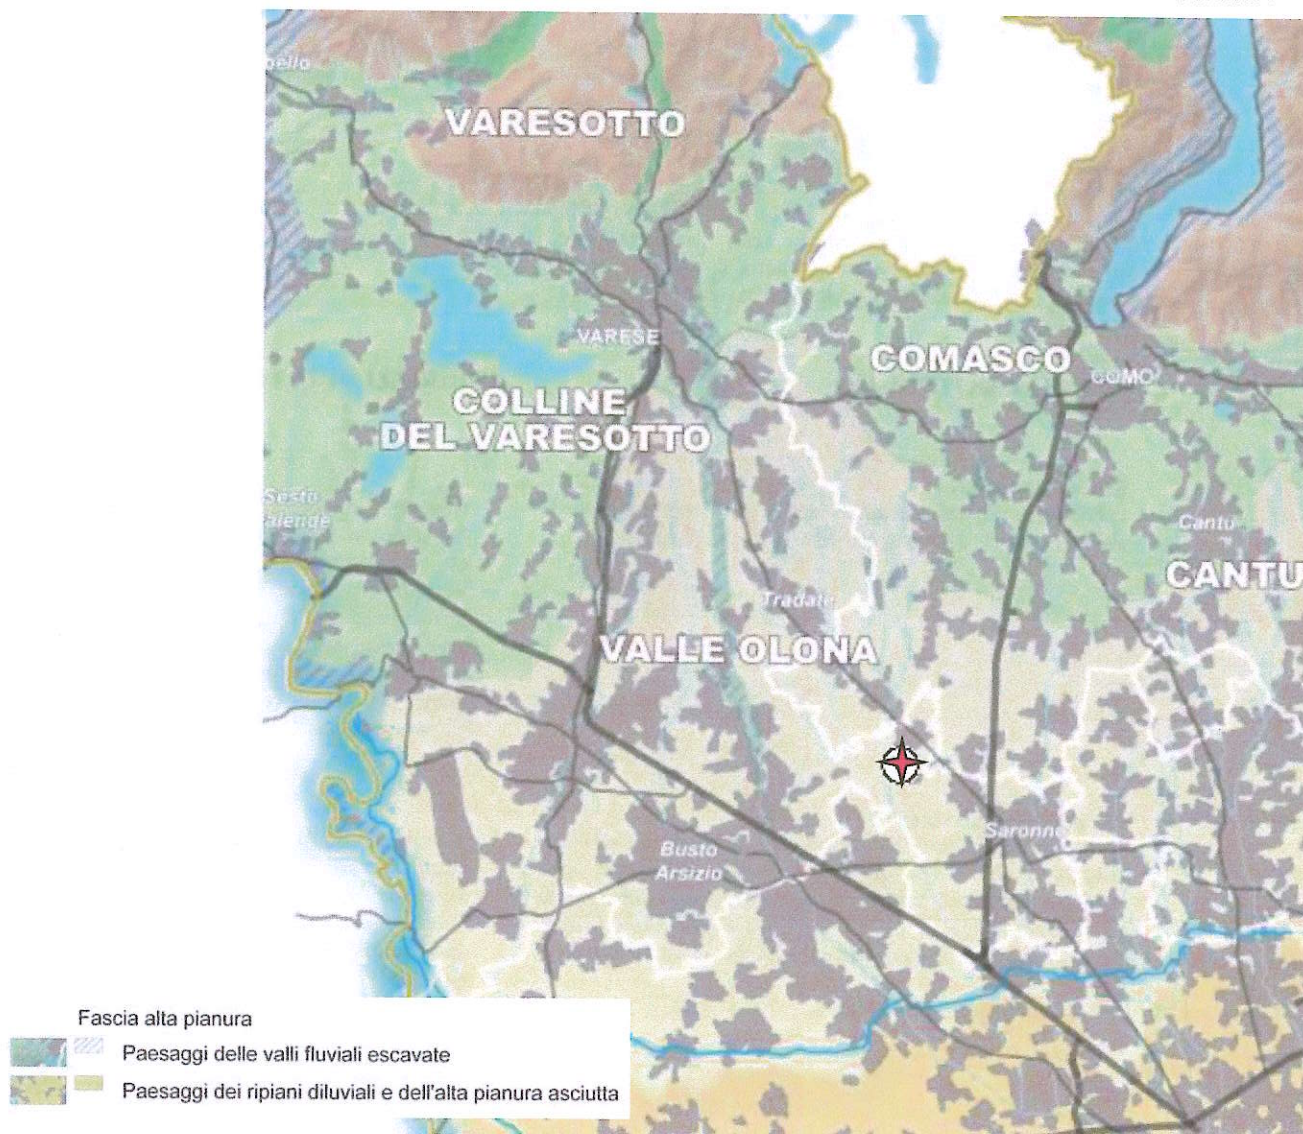 VARESOTTO
VARESE
COMASCO
COMO
COLLINE
DEL VARESOTTO
Sesto
Cantù
CANTU
Tradate
VALLE OLONA
Saronno
Busto
Arsizio
Fascia alta pianura
Paesaggi delle valli fluviali escavate
Paesaggi dei ripiani diluviali e dell'alta pianura asciutta